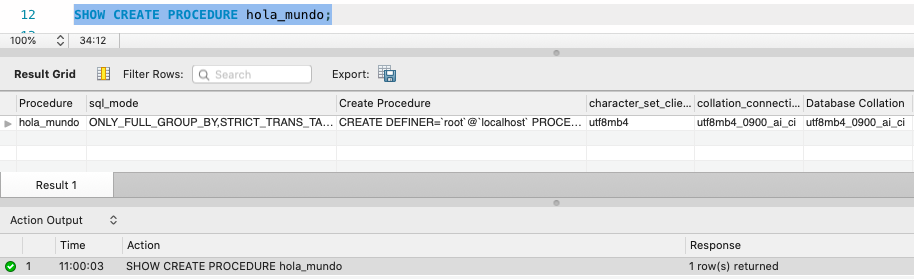 12 SHOW CREATE PROCEDURE hola_mundo;
100% 34:12
Result Grid Filter Rows: Search Export:
Procedure sql_mode Create Procedure character_set_clie... collation_connecti... Database Collation
hola_mundo ONLY_FULL_GROUP_BY,STRICT_TRANS_TA... CREATE DEFINER=`root`@`localhost` PROCE... utf8mb4 utf8mb4_0900_ai_ci utf8mb4_0900_ai_ci
Result 1
Action Output
Time Action Response
1 11:00:03 SHOW CREATE PROCEDURE hola_mundo 1 row(s) returned